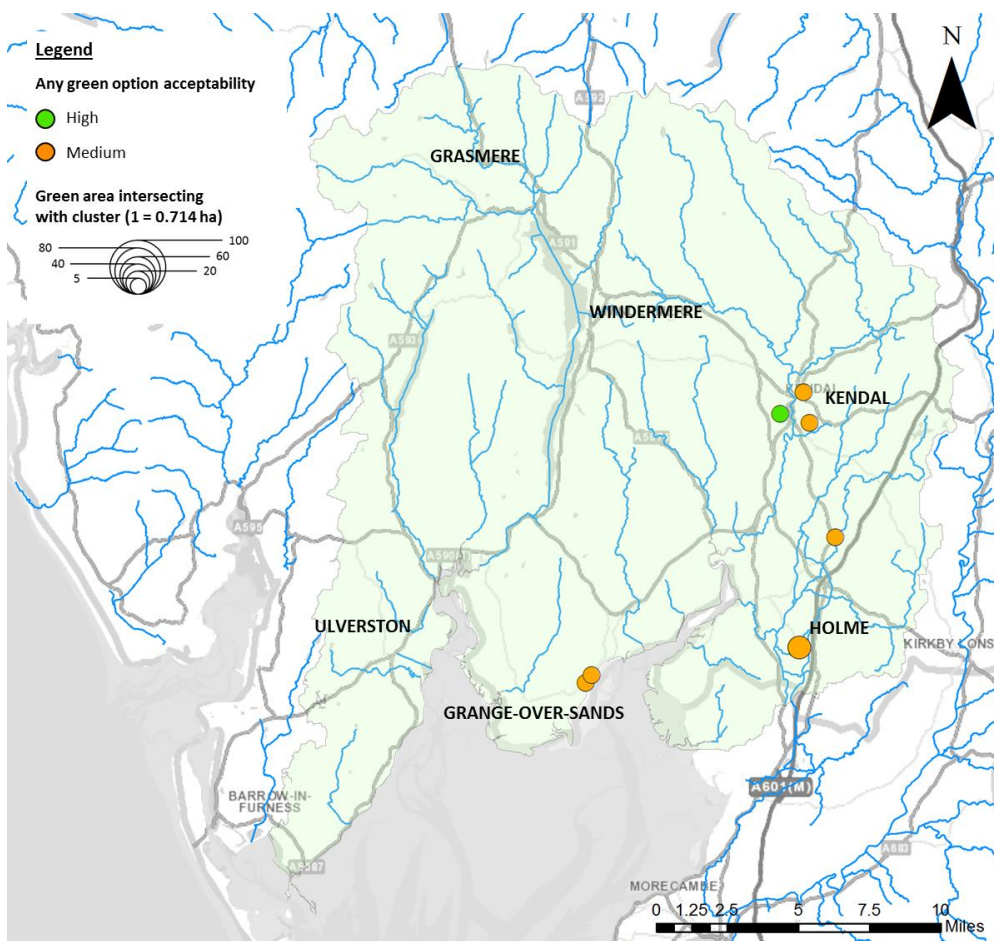 Legend
Any green option acceptability
High
Medium
Green area intersecting
with cluster (1 = 0.714 ha)
100
80
60
40
20
5
N
A592
GRASMERE
A591
WINDERMERE
KENDAL
A595
ULVERSTON
HOLME
KIRKBY LONS
GRANGE-OVER-SANDS
BARROW-IN-
FURNESS
A601(M)
A683
MORECAMBE
0 1.25 2.5 5 7.5 10
Miles